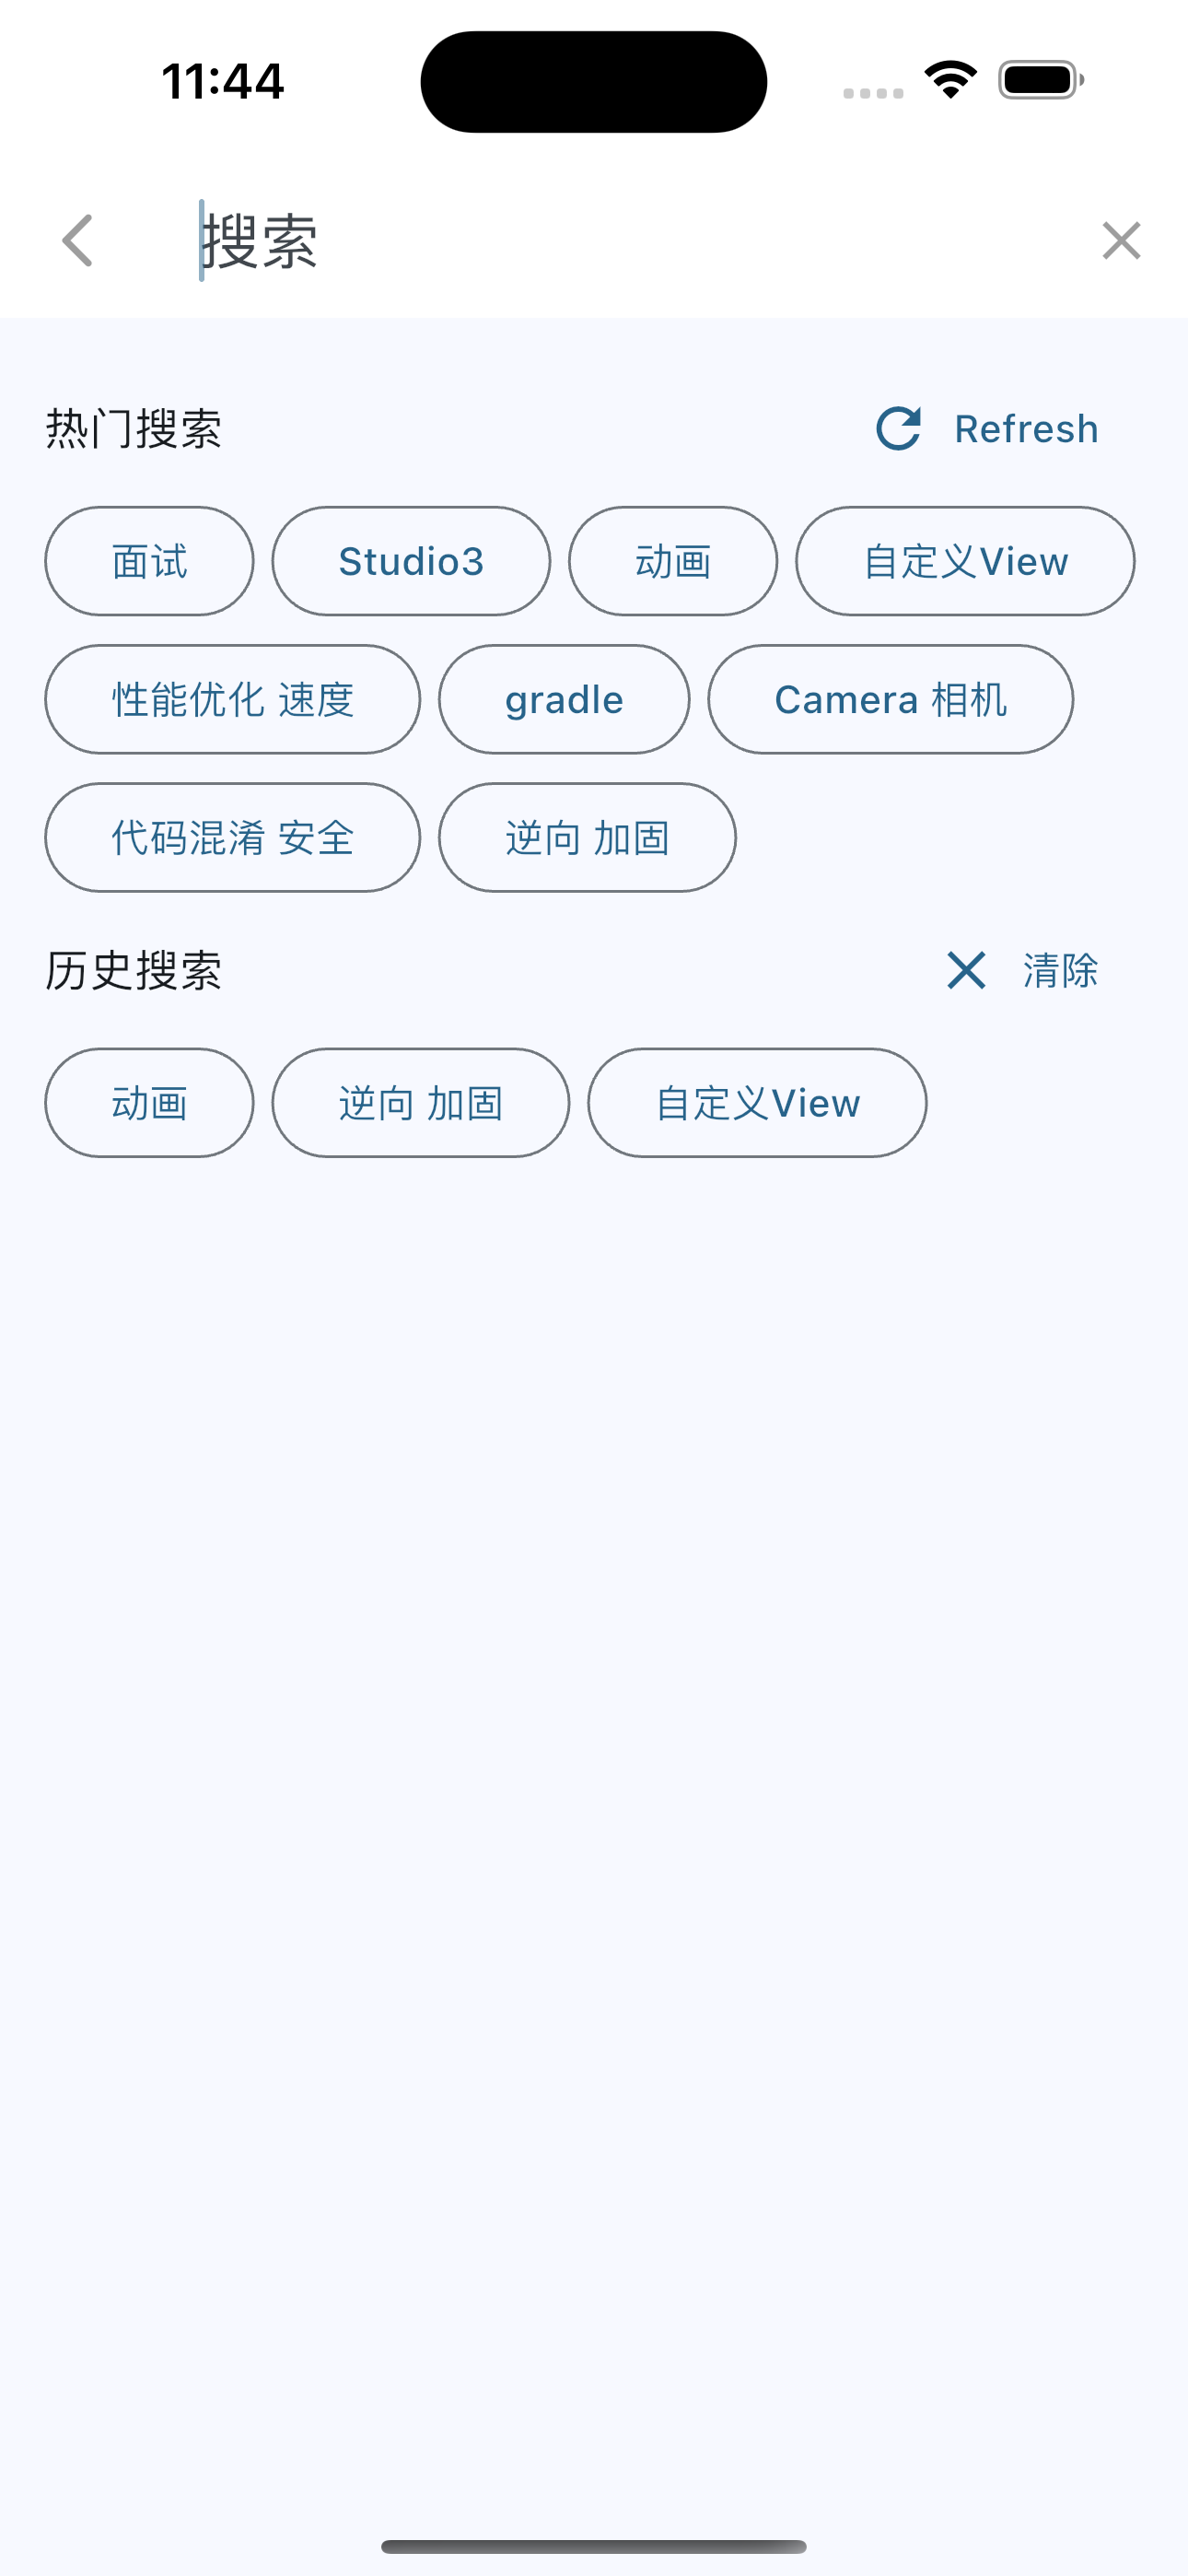 11:44
搜索
热门搜索 Refresh
面试 Studio3 动画 自定义View
性能优化 速度 gradle Camera 相机
代码混淆 安全 逆向 加固
历史搜索 清除
动画 逆向 加固 自定义View